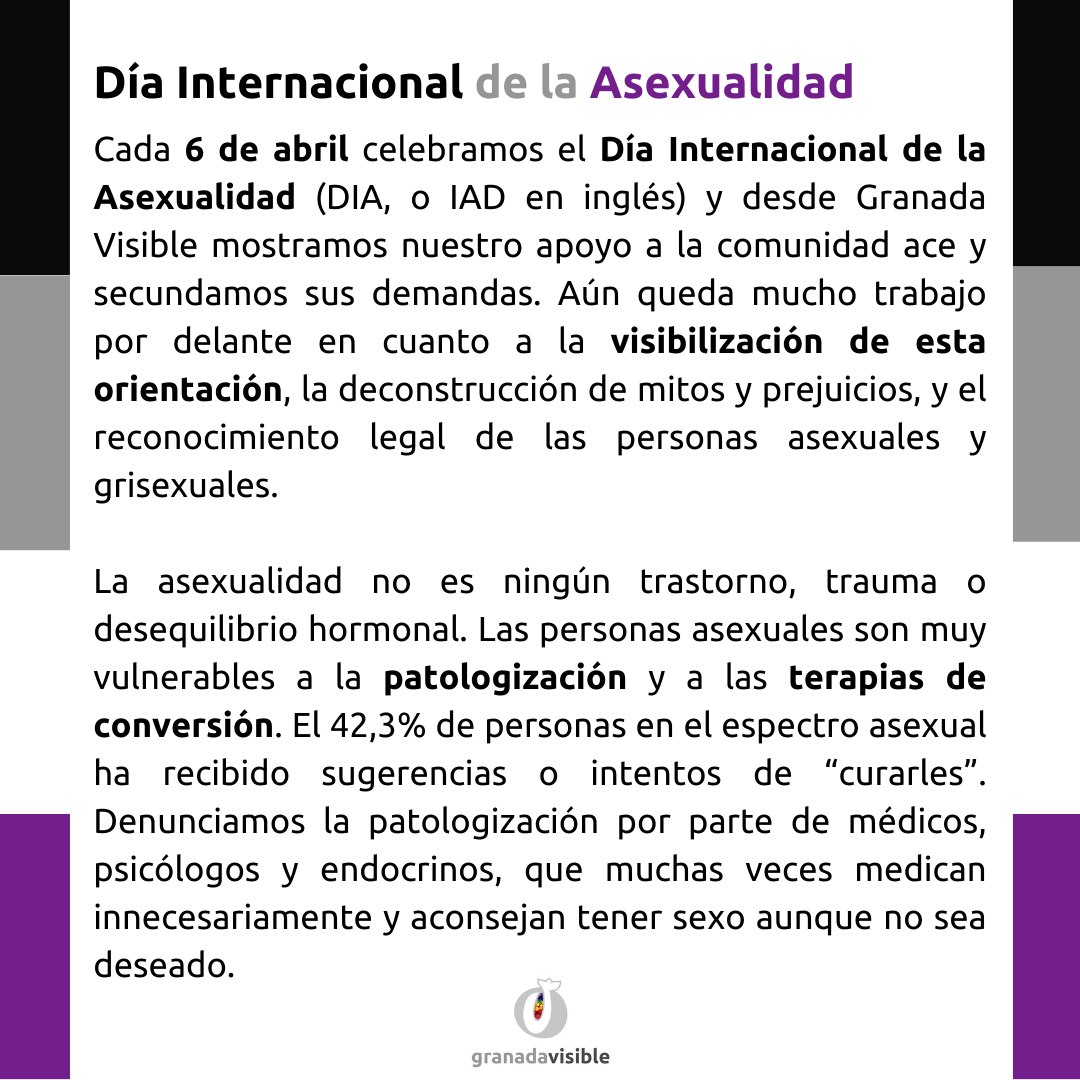 Día Internacional de la Asexualidad
Cada 6 de abril celebramos el Día Internacional de la
Asexualidad (DIA, o IAD en inglés) y desde Granada
Visible mostramos nuestro apoyo a la comunidad ace y
secundamos sus demandas. Aún queda mucho trabajo
por delante en cuanto a la visibilización de esta
orientación, la deconstrucción de mitos y prejuicios, y el
reconocimiento legal de las personas asexuales y
grisexuales.
La asexualidad no es ningún trastorno, trauma o
desequilibrio hormonal. Las personas asexuales son muy
vulnerables a la patologización y a las terapias de
conversión. El 42,3% de personas en el espectro asexual
ha recibido sugerencias o intentos de “curarles”.
Denunciamos la patologización por parte de médicos,
psicólogos y endocrinos, que muchas veces medican
innecesariamente y aconsejan tener sexo aunque no sea
deseado.
granadavisible